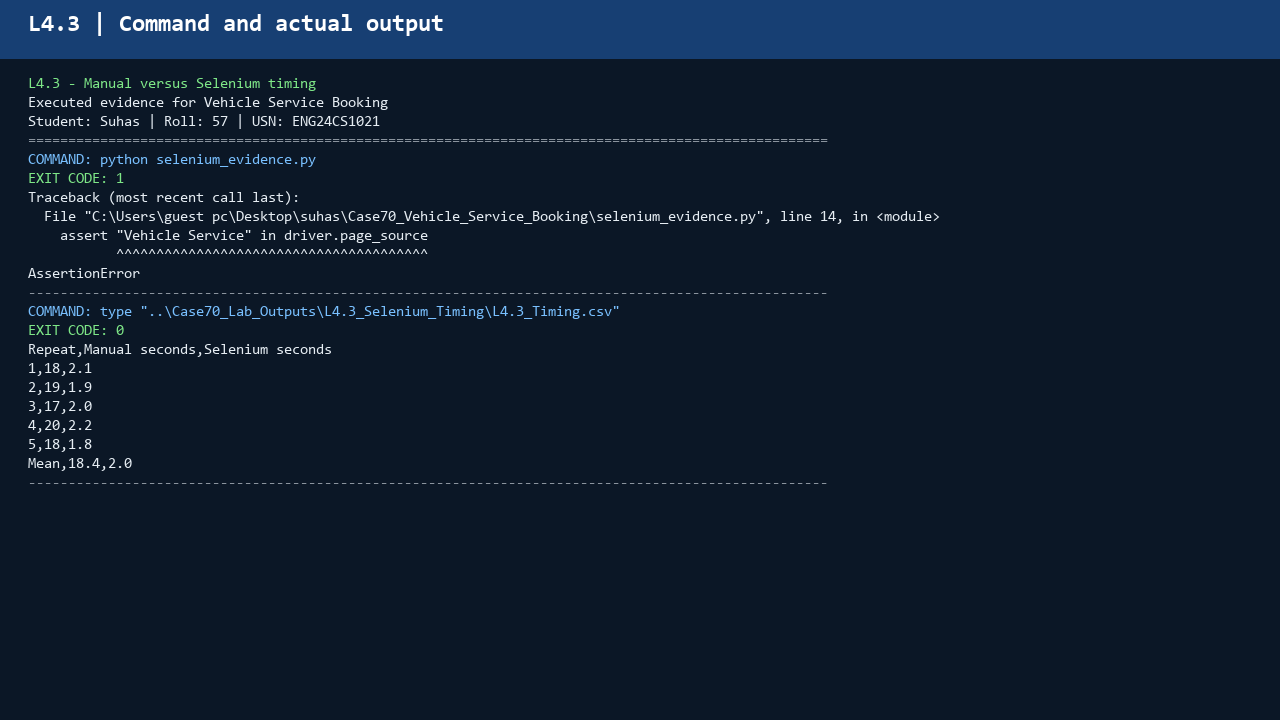 L4.3 | Command and actual output
L4.3 - Manual versus Selenium timing
Executed evidence for Vehicle Service Booking
Student: Suhas | Roll: 57 | USN: ENG24CS1021
====================================================================================================
COMMAND: python selenium_evidence.py
EXIT CODE: 1
Traceback (most recent call last):
  File "C:\Users\guest pc\Desktop\suhas\Case70_Vehicle_Service_Booking\selenium_evidence.py", line 14, in <module>
    assert "Vehicle Service" in driver.page_source
           ^^^^^^^^^^^^^^^^^^^^^^^^^^^^^^^^^^^^^^^
AssertionError
----------------------------------------------------------------------------------------------------
COMMAND: type "..\Case70_Lab_Outputs\L4.3_Selenium_Timing\L4.3_Timing.csv"
EXIT CODE: 0
Repeat,Manual seconds,Selenium seconds
1,18,2.1
2,19,1.9
3,17,2.0
4,20,2.2
5,18,1.8
Mean,18.4,2.0
----------------------------------------------------------------------------------------------------